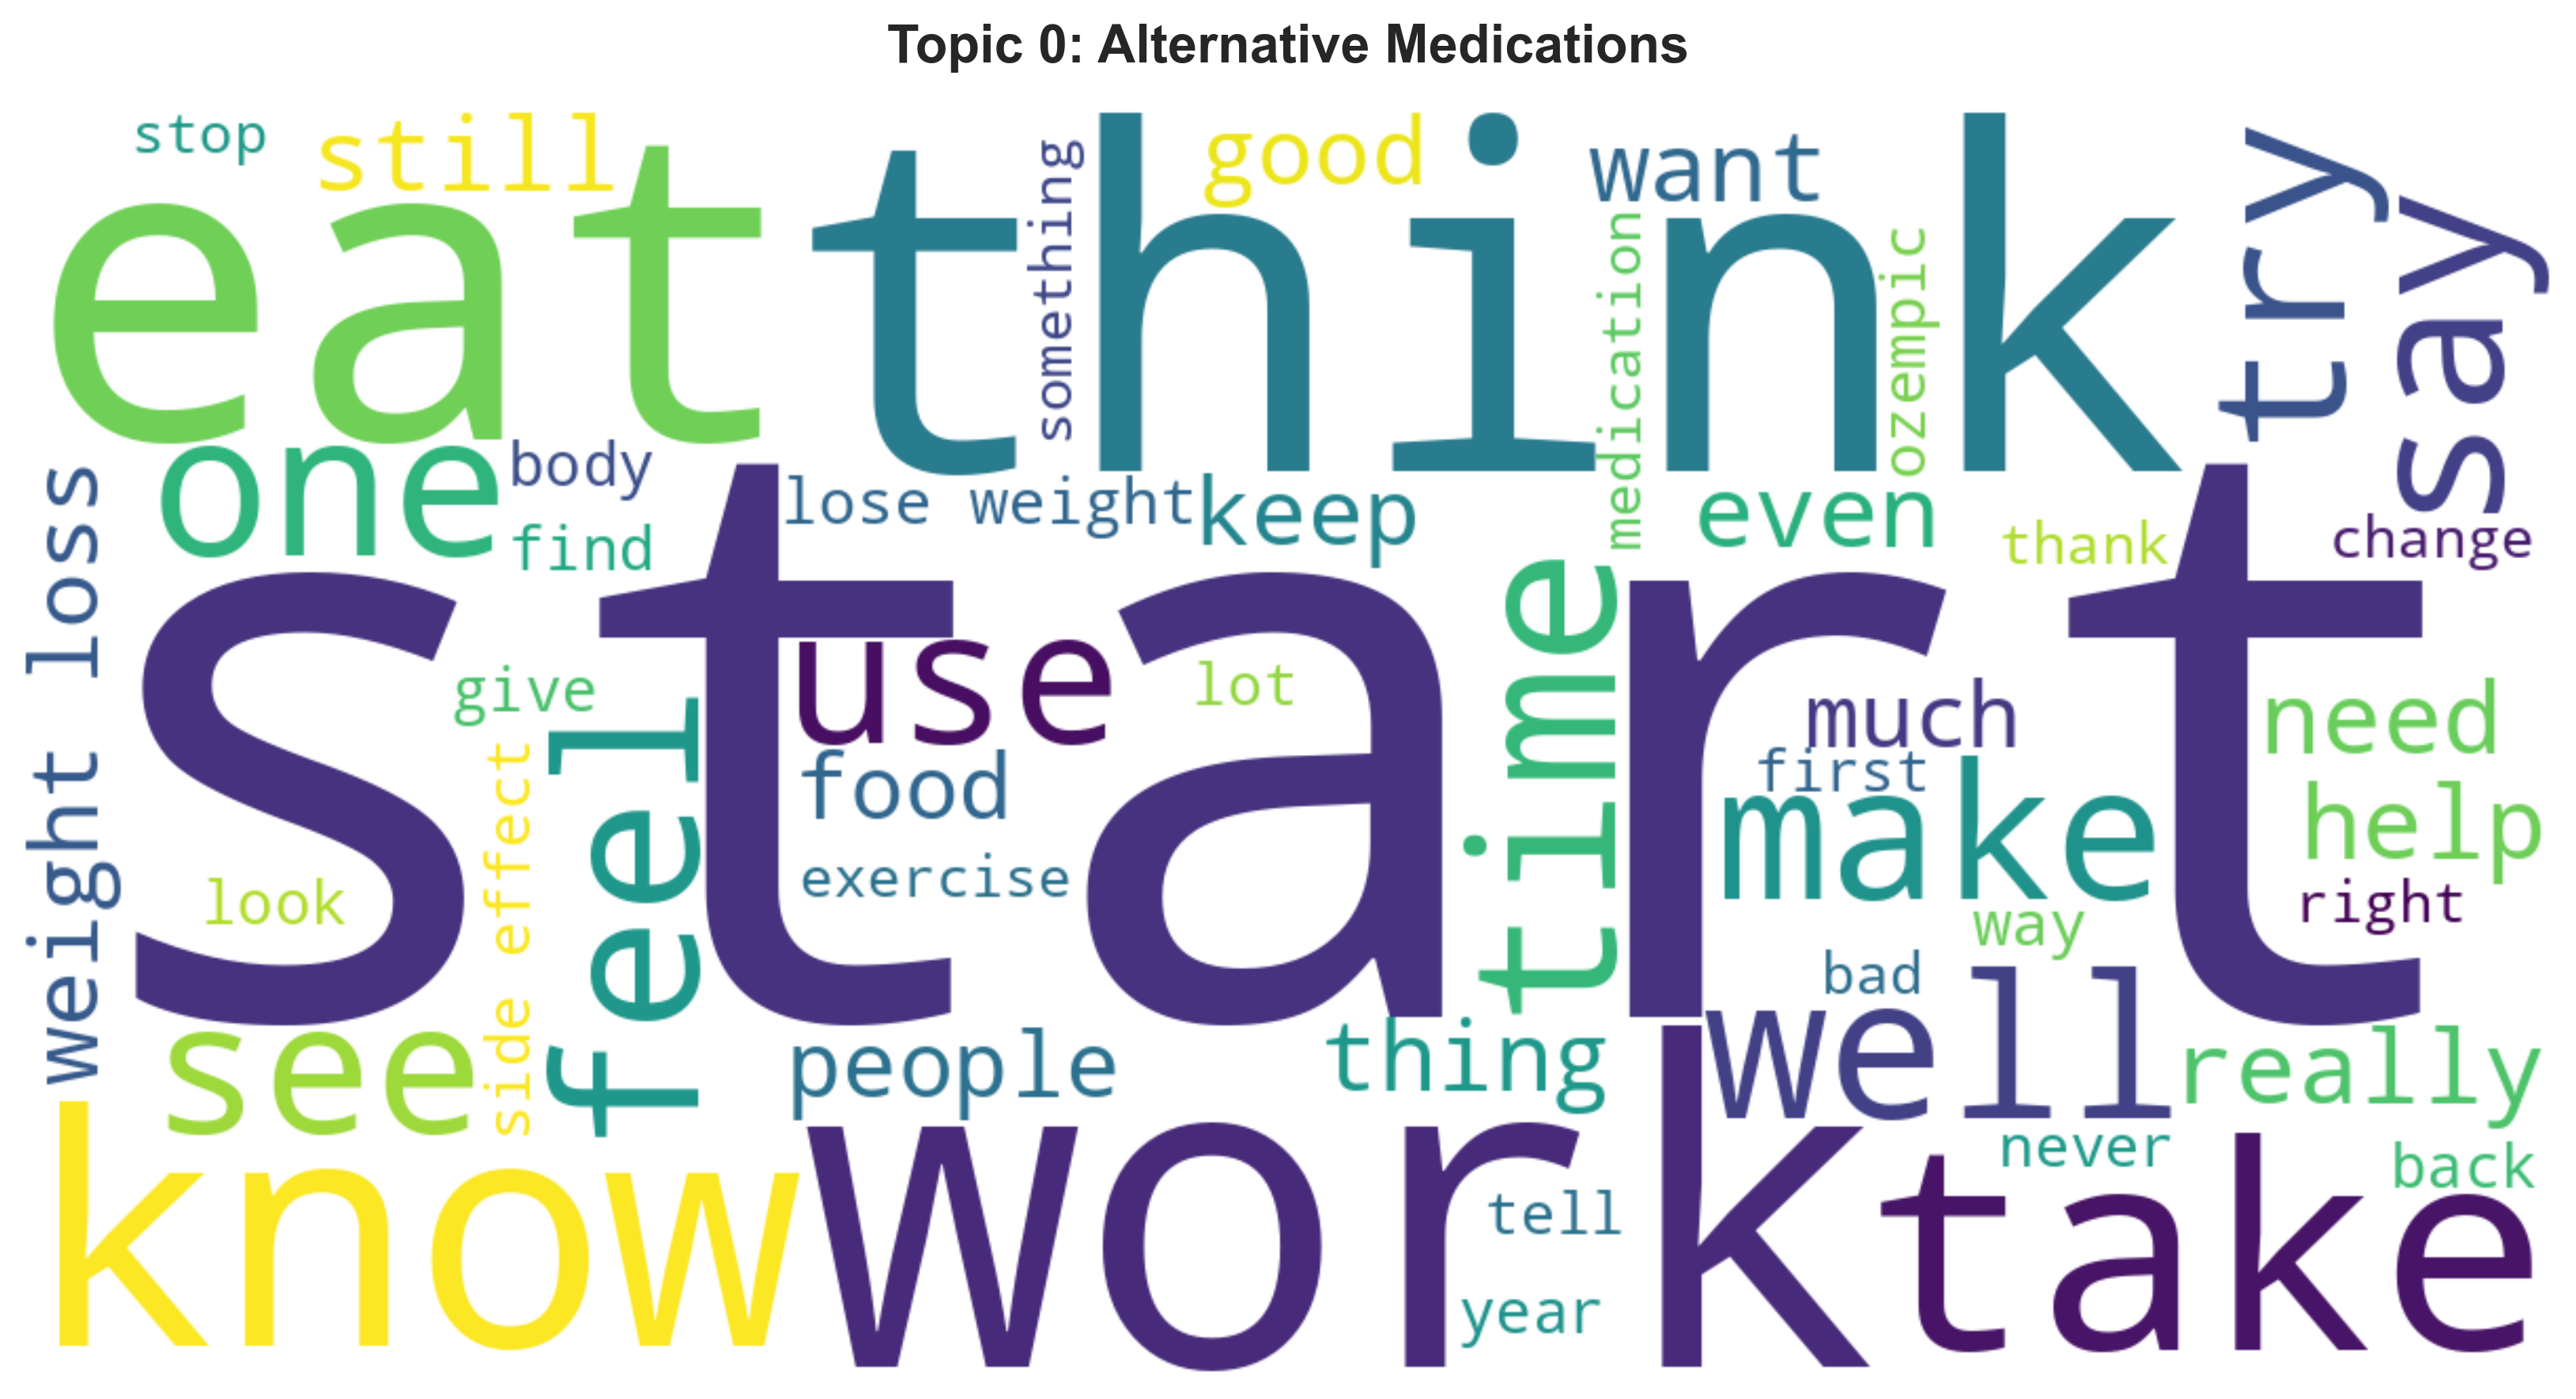 Topic 0: Alternative Medications
stop
still
good
want
try
say
eat
think
something
medication
ozempic
one
body
find
lose weight
keep
even
thank
change
weight loss
start
give
use
lot
time
much
need
feel
food
first
make
help
side effect
look
exercise
way
right
bad
see
people
thing
well
really
know
work
never
take
back
tell
year